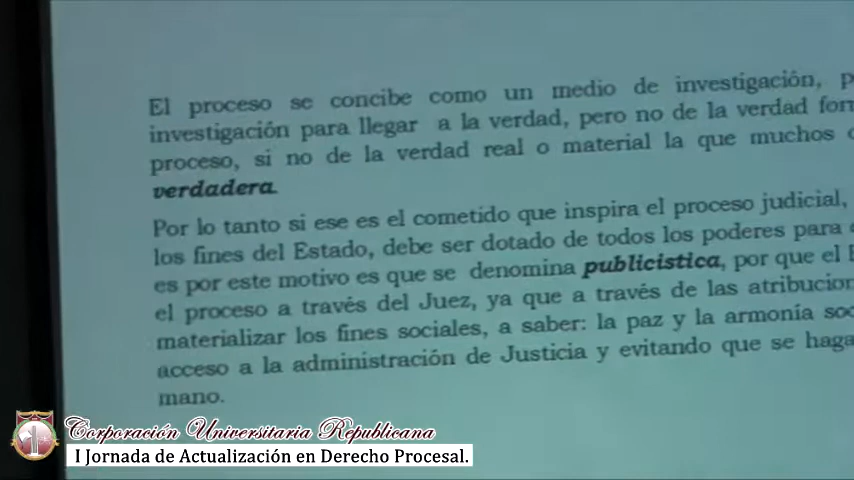 El proceso se concibe como un medio de investigación,
investigación para llegar a la verdad, pero no de la verdad
proceso, si no de la verdad real o material la que muchos
verdadera.
Por lo tanto si ese es el cometido que inspira el proceso judicial,
los fines del Estado, debe ser dotado de todos los poderes para
es por este motivo es que se denomina publicistica, por que el
el proceso a través del Juez, ya que a través de las
materializar los fines sociales, a saber: la paz y la armonía
acceso a la administración de Justicia y evitando que se
mano.
Corporación Universitaria Republicana
I Jornada de Actualización en Derecho Procesal.